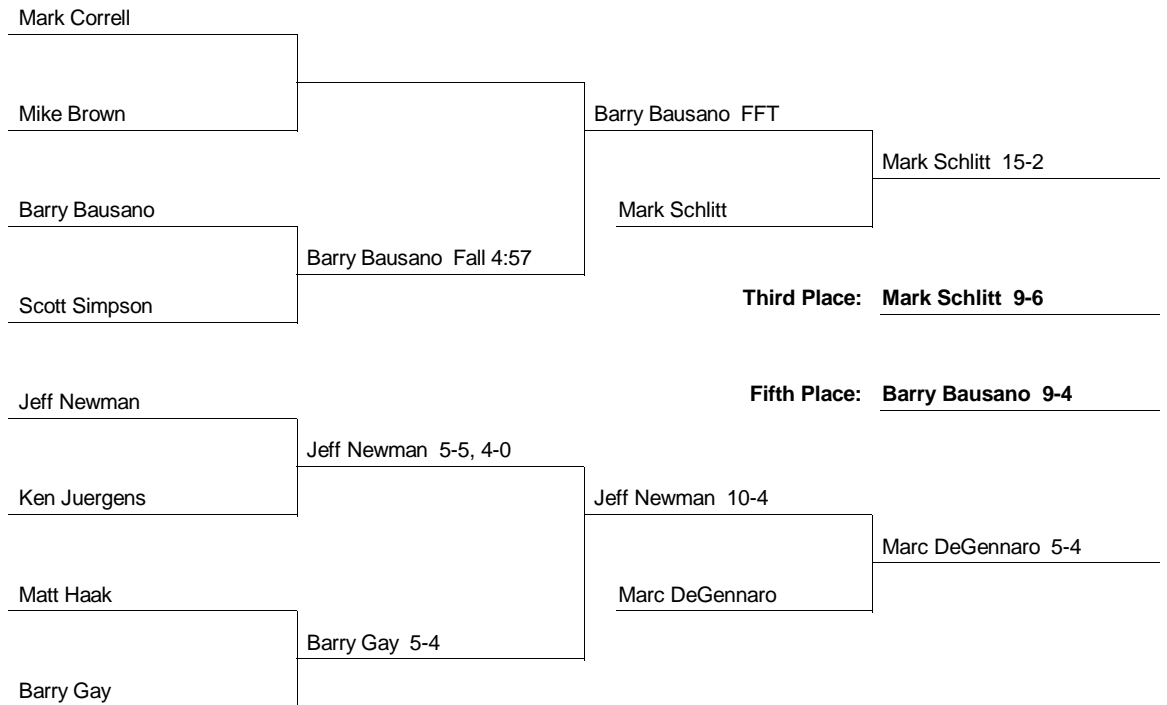 Mark Correll
Mike Brown
Barry Bausano FFT
Mark Schlitt 15-2
Barry Bausano
Mark Schlitt
Barry Bausano Fall 4:57
Scott Simpson
Third Place: Mark Schlitt 9-6
Jeff Newman
Fifth Place: Barry Bausano 9-4
Jeff Newman 5-5, 4-0
Ken Juergens
Jeff Newman 10-4
Marc DeGennaro 5-4
Matt Haak
Marc DeGennaro
Barry Gay 5-4
Barry Gay